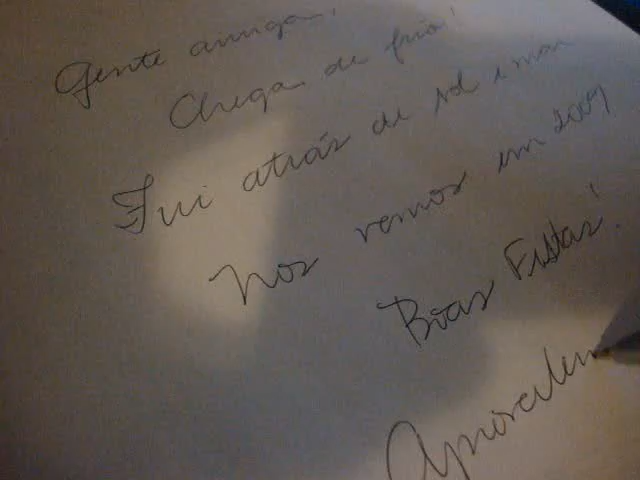 Gente amiga,
Chega de frio!
Fui atrás de sol e mar
Nos vemos em 2009
Boas Festas!